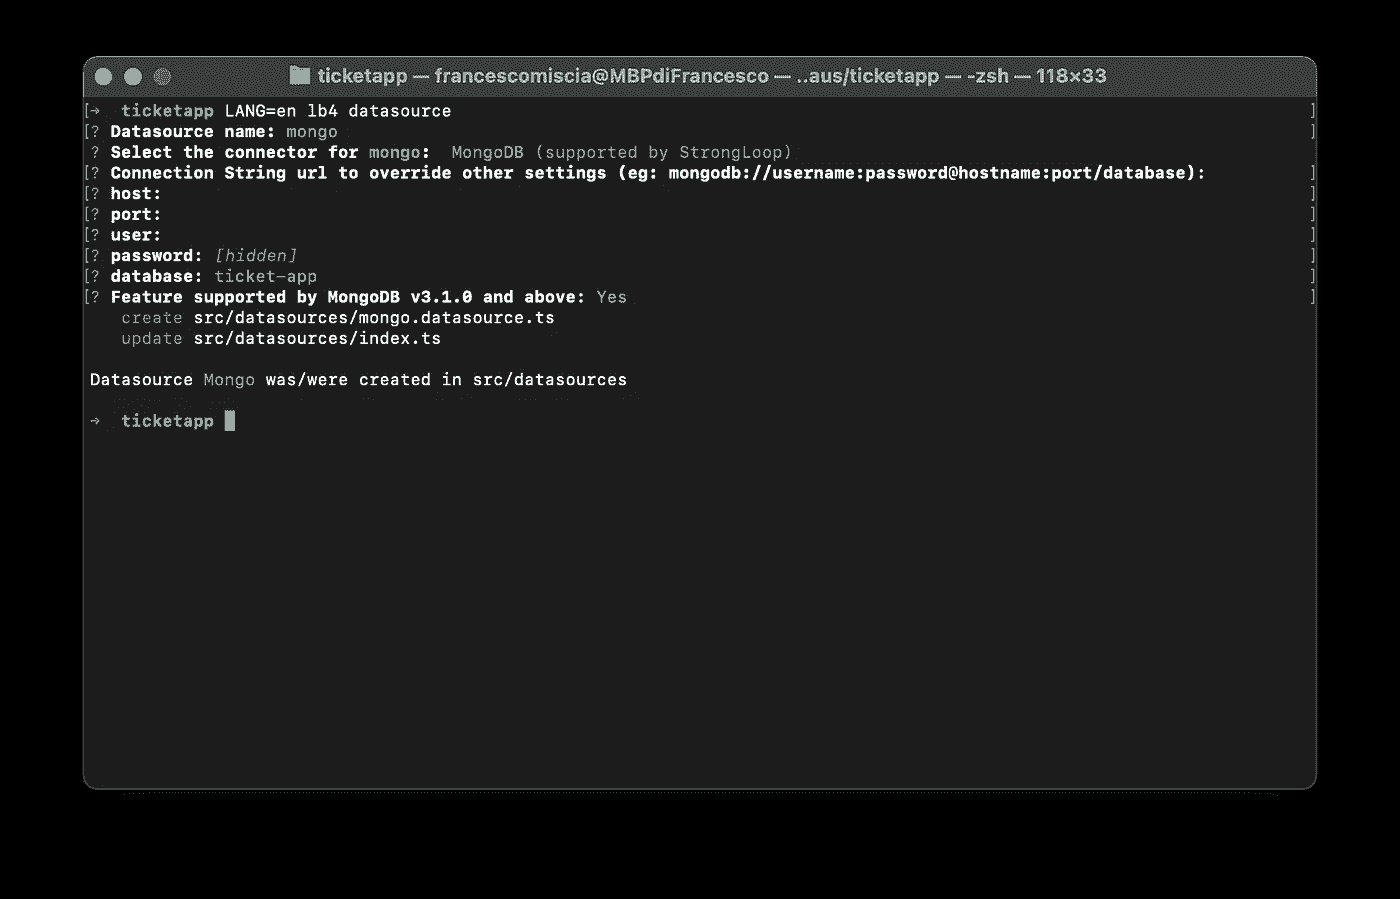 ticketapp — francescomiscia@MBPdiFrancesco — ..aus/ticketapp — -zsh — 118×33
[→  ticketapp LANG=en lb4 datasource ]
[? Datasource name: mongo ]
? Select the connector for mongo:  MongoDB (supported by StrongLoop)
[? Connection String url to override other settings (eg: mongodb://username:password@hostname:port/database): ]
[? host: ]
[? port: ]
[? user: ]
[? password: [hidden] ]
[? database: ticket-app ]
[? Feature supported by MongoDB v3.1.0 and above: Yes ]
create src/datasources/mongo.datasource.ts
update src/datasources/index.ts
Datasource Mongo was/were created in src/datasources
→  ticketapp